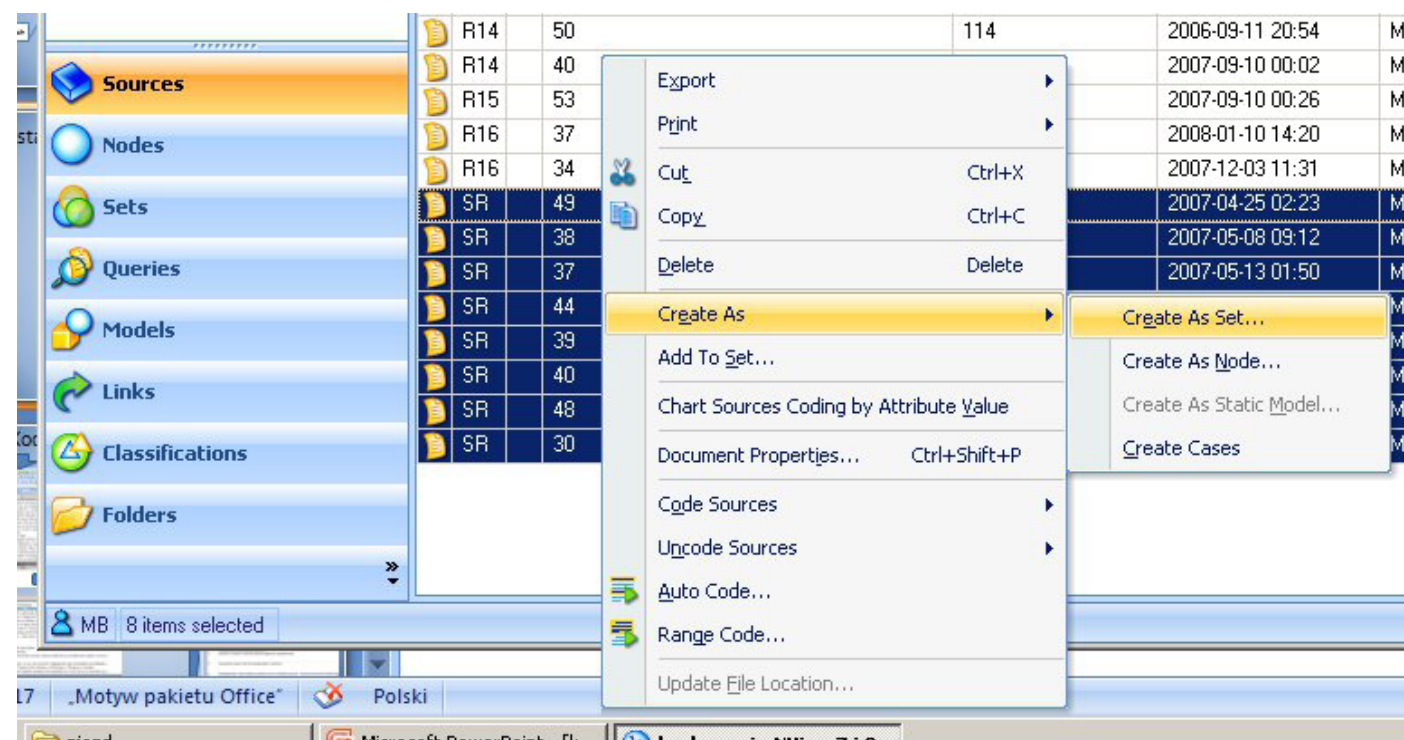 R14 50 114 2006-09-11 20:54 M
R14 40 2007-09-10 00:02 M
R15 53 2007-09-10 00:26 M
R16 37 2008-01-10 14:20 M
R16 34 2007-12-03 11:31 M
SR 49 2007-04-25 02:23 M
SR 38 2007-05-08 09:12 M
SR 37 2007-05-13 01:50 M
SR 44
SR 39
SR 40
SR 48
SR 30
Sources
Nodes
Sets
Queries
Models
Links
Classifications
Folders
Export
Print
Cut Ctrl+X
Copy Ctrl+C
Delete Delete
Create As
Add To Set...
Chart Sources Coding by Attribute Value
Document Properties... Ctrl+Shift+P
Code Sources
Uncode Sources
Auto Code...
Range Code...
Update File Location...
Create As Set...
Create As Node...
Create As Static Model...
Create Cases
MB 8 items selected
17 „Motyw pakietu Office" Polski
Microsoft PowerPoint